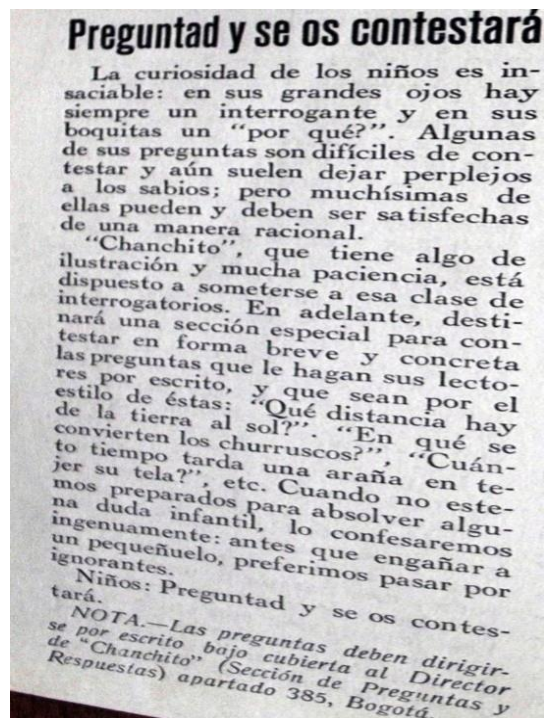 Preguntad y se os contestará
La curiosidad de los niños es in-
saciable: en sus grandes ojos hay
siempre un interrogante y en sus
boquitas un "por qué?". Algunas
de sus preguntas son difíciles de con-
testar y aún suelen dejar perplejos
a los sabios; pero muchísimas de
ellas pueden y deben ser satisfechas
de una manera racional.
"Chanchito", que tiene algo de
ilustración y mucha paciencia, está
dispuesto a someterse a esa clase de
interrogatorios. En adelante, desti-
nará una sección especial para con-
testar en forma breve y concreta
las preguntas que le hagan sus lecto-
res por escrito, y que sean por el
estilo de éstas: "Qué distancia hay
de la tierra al sol?". "En qué se
convierten los churruscos?", "Cuán-
to tiempo tarda una araña en te-
jer su tela?", etc. Cuando no este-
mos preparados para absolver algu-
na duda infantil, lo confesaremos
ingenuamente: antes que engañar a
un pequeñuelo, preferimos pasar por
ignorantes.
Niños: Preguntad y se os contes-
tará.
NOTA.—Las preguntas deben dirigir-
se por escrito bajo cubierta al Director
de "Chanchito" (Sección de Preguntas y
Respuestas) apartado 385, Bogotá